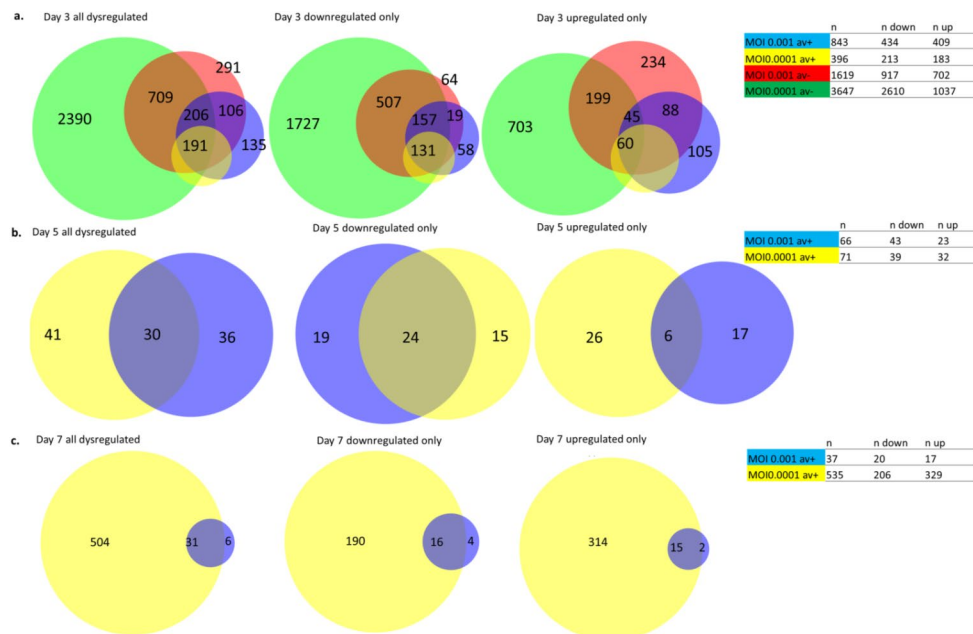 a. Day 3 all dysregulated Day 3 downregulated only Day 3 upregulated only
n n down n up
MOI 0.001 av+ 843 434 409
MOI0.0001 av+ 396 213 183
MOI 0.001 av- 1619 917 702
MOI0.0001 av- 3647 2610 1037
2390 709 291 206 106 191 135
1727 507 64 157 19 131 58
703 199 234 45 88 60 105
b. Day 5 all dysregulated Day 5 downregulated only Day 5 upregulated only
n n down n up
MOI 0.001 av+ 66 43 23
MOI0.0001 av+ 71 39 32
41 30 36
19 24 15
26 6 17
c. Day 7 all dysregulated Day 7 downregulated only Day 7 upregulated only
n n down n up
MOI 0.001 av+ 37 20 17
MOI0.0001 av+ 535 206 329
504 31 6
190 16 4
314 15 2